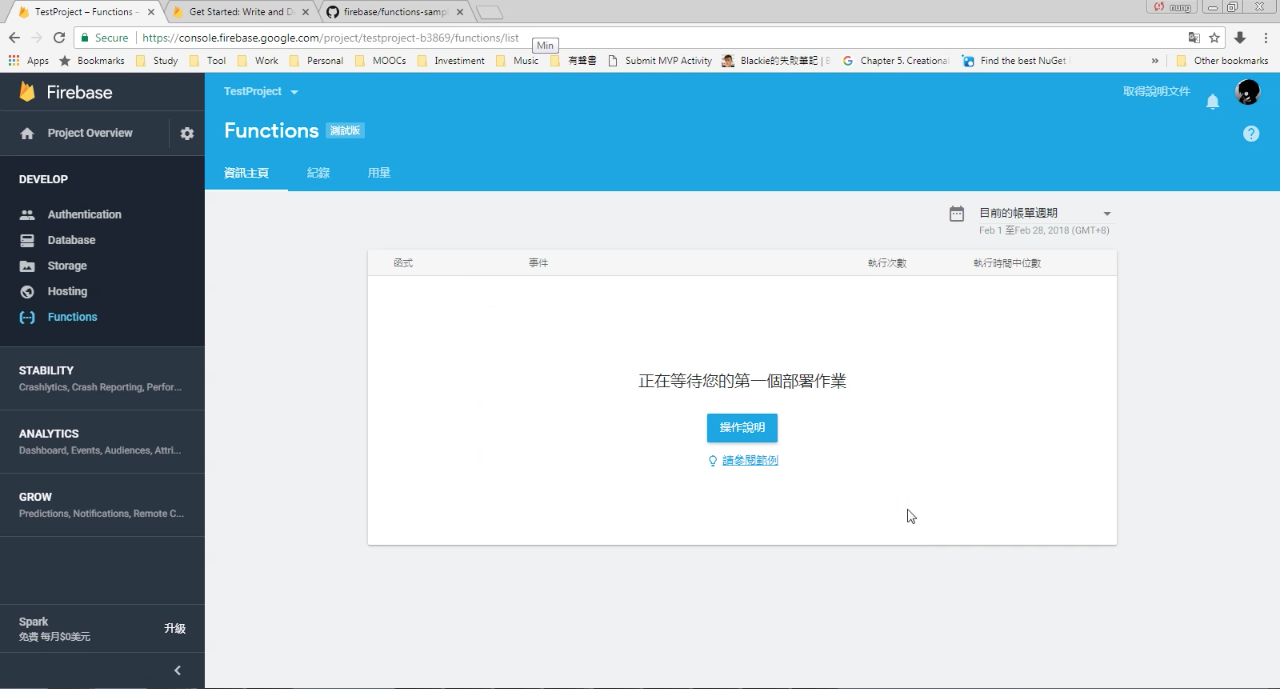 TestProject – Functions –
Get Started: Write and D
firebase/functions-sampl
nung
Secure
https://console.firebase.google.com/project/testproject-b3869/functions/list
Min
Apps
Bookmarks
Study
Tool
Work
Personal
MOOCs
Investiment
Music
有聲書
Submit MVP Activity
Blackie的失敗筆記 |
Chapter 5. Creational
Find the best NuGet
»
Other bookmarks
Firebase
TestProject
取得說明文件
Project Overview
Functions
測試版
資訊主頁
紀錄
用量
DEVELOP
Authentication
Database
Storage
Hosting
Functions
目前的帳單週期
Feb 1 至Feb 28, 2018 (GMT+8)
函式
事件
執行次數
執行時間中位數
正在等待您的第一個部署作業
操作說明
請參閱範例
STABILITY
Crashlytics, Crash Reporting, Perfor...
ANALYTICS
Dashboard, Events, Audiences, Attri...
GROW
Predictions, Notifications, Remote C...
Spark
免費 每月$0美元
升級